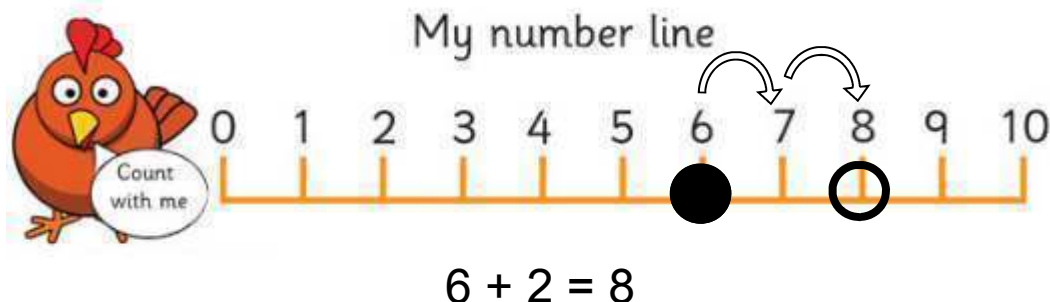 My number line
0 1 2 3 4 5 6 7 8 9 10
Count
with me
6 + 2 = 8